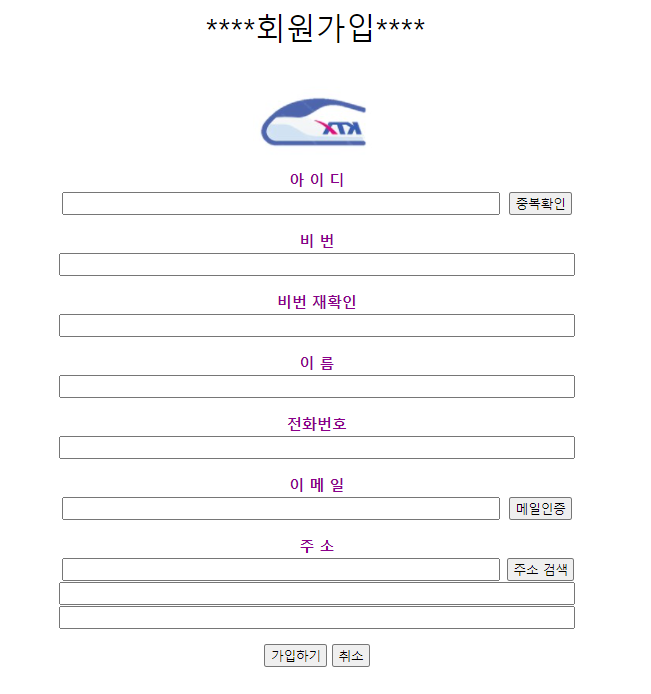 ****회원가입****
KTX
아 이 디
중복확인
비 번
비번 재확인
이 름
전화번호
이 메 일
메일인증
주 소
주소 검색
가입하기 취소